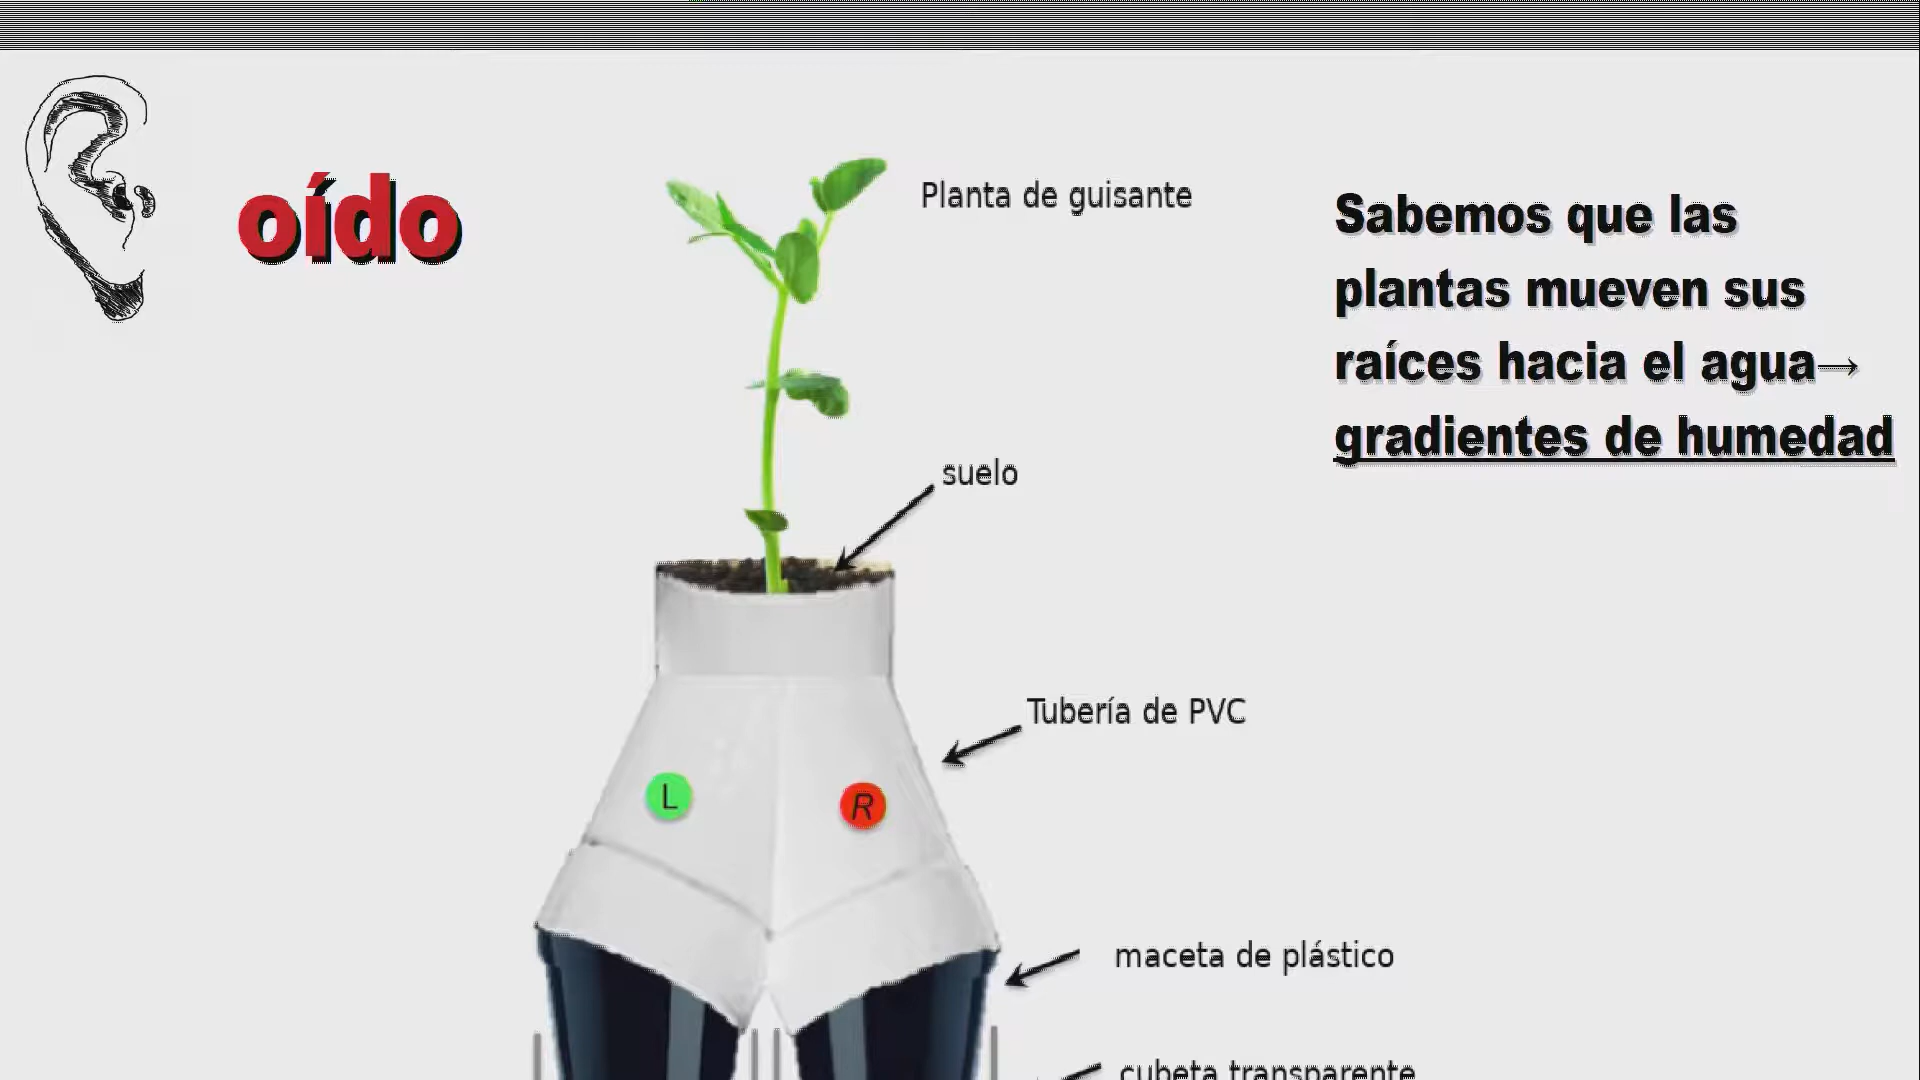 oído
Planta de guisante
Sabemos que las
plantas mueven sus
raíces hacia el agua→
gradientes de humedad
suelo
Tubería de PVC
L
R
maceta de plástico
cubeta transparente